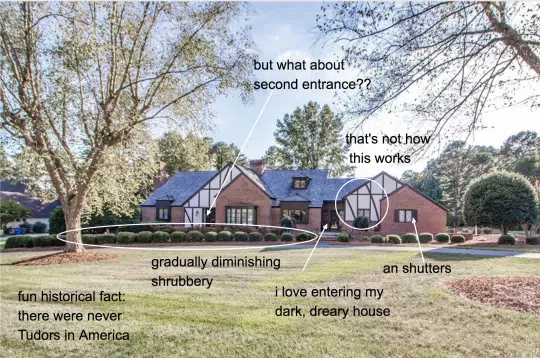 but what about
second entrance??
that's not how
this works
gradually diminishing
shrubbery
an shutters
i love entering my
dark, dreary house
fun historical fact:
there were never
Tudors in America